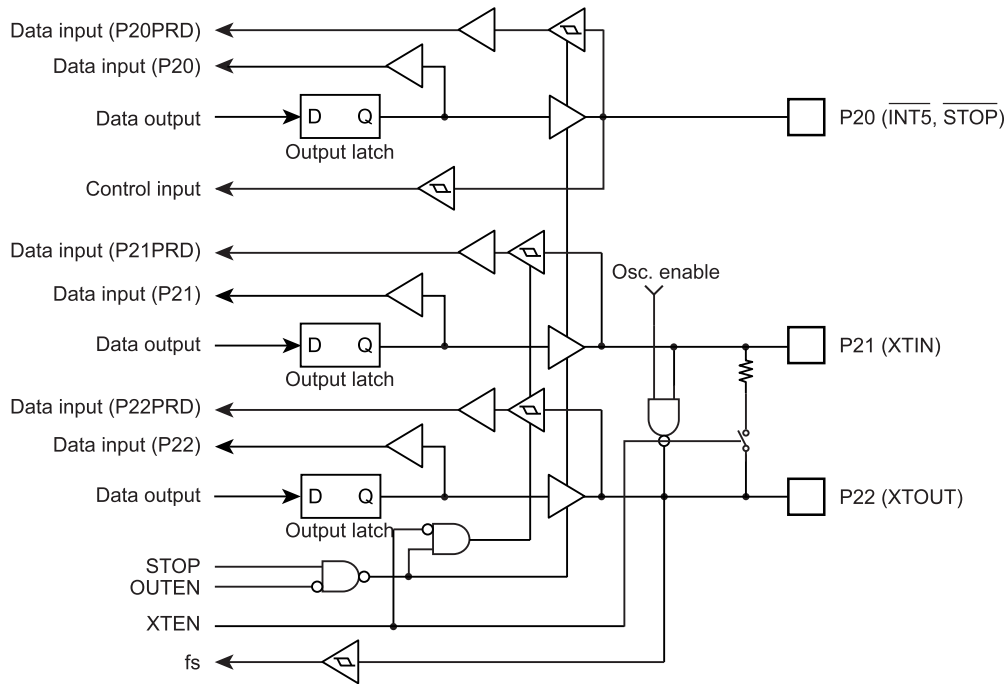 Data input (P20PRD)
Data input (P20)
Data output
D Q
Output latch
P20 (INT5, STOP)
Control input
Data input (P21PRD)
Osc. enable
Data input (P21)
Data output
D Q
Output latch
P21 (XTIN)
Data input (P22PRD)
Data input (P22)
Data output
D Q
Output latch
P22 (XTOUT)
STOP
OUTEN
XTEN
fs